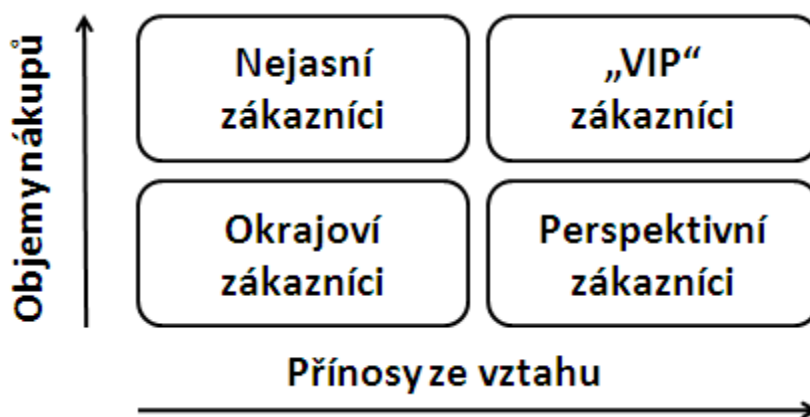 Objemy nákupů
Nejasní
zákazníci
„VIP“
zákazníci
Okrajoví
zákazníci
Perspektivní
zákazníci
Přínosy ze vztahu